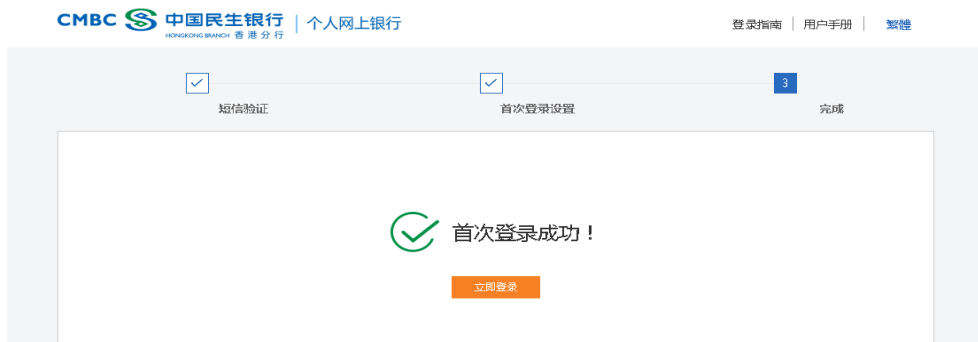 CMBC 中国民生银行 个人网上银行 登录指南 用户手册 繁體
HONGKONG BRANCH 香港分行
3
短信验证 首次登录设置 完成
首次登录成功！
立即登录